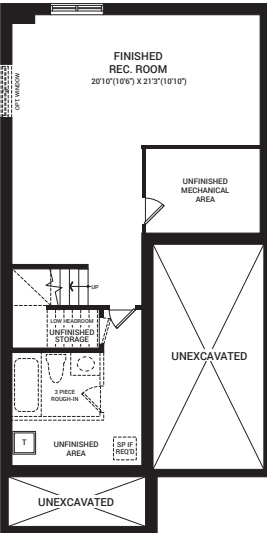 FINISHED
REC. ROOM
20'10"(10'6") X 21'3"(10'10")
OPT. WINDOW
UNFINISHED
MECHANICAL
AREA
UP
LOW HEADROOM
UNFINISHED
STORAGE
UNEXCAVATED
3 PIECE
ROUGH-IN
T
UNFINISHED
AREA
SP IF
REQ'D
UNEXCAVATED